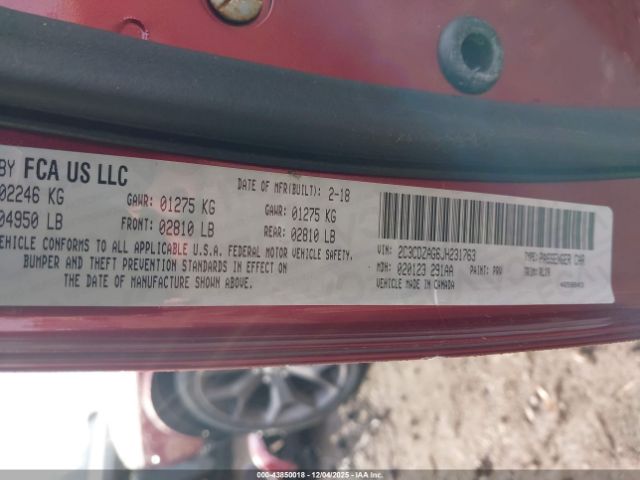 BY FCA US LLC
DATE OF MFR(BUILT): 2-18
02246 KG GAWR: 01275 KG GAWR: 01275 KG
04950 LB FRONT: 02810 LB REAR: 02810 LB
VEHICLE CONFORMS TO ALL APPLICABLE U.S.A. FEDERAL MOTOR VEHICLE SAFETY,
BUMPER AND THEFT PREVENTION STANDARDS IN EFFECT ON
THE DATE OF MANUFACTURE SHOWN ABOVE.
VIN: 2C3CDZAG6JH231763 TYPE: PASSENGER CAR
MDH: 020123 291AA PAINT: PRV TRIM:
VEHICLE MADE IN CANADA
000-43850018 - 12/04/2025 - IAA Inc.